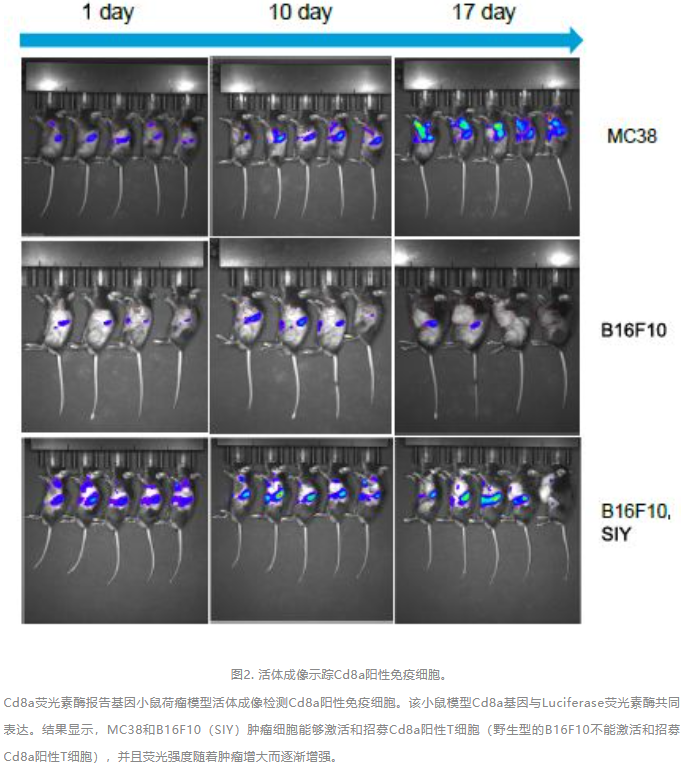 1 day 10 day 17 day
MC38
B16F10
B16F10,
SIY
图2. 活体成像示踪Cd8a阳性免疫细胞。
Cd8a荧光素酶报告基因小鼠荷瘤模型活体成像检测Cd8a阳性免疫细胞。该小鼠模型Cd8a基因与Luciferase荧光素酶共同
表达。结果显示，MC38和B16F10（SIY）肿瘤细胞能够激活和招募Cd8a阳性T细胞（野生型的B16F10不能激活和招募
Cd8a阳性T细胞），并且荧光强度随着肿瘤增大而逐渐增强。